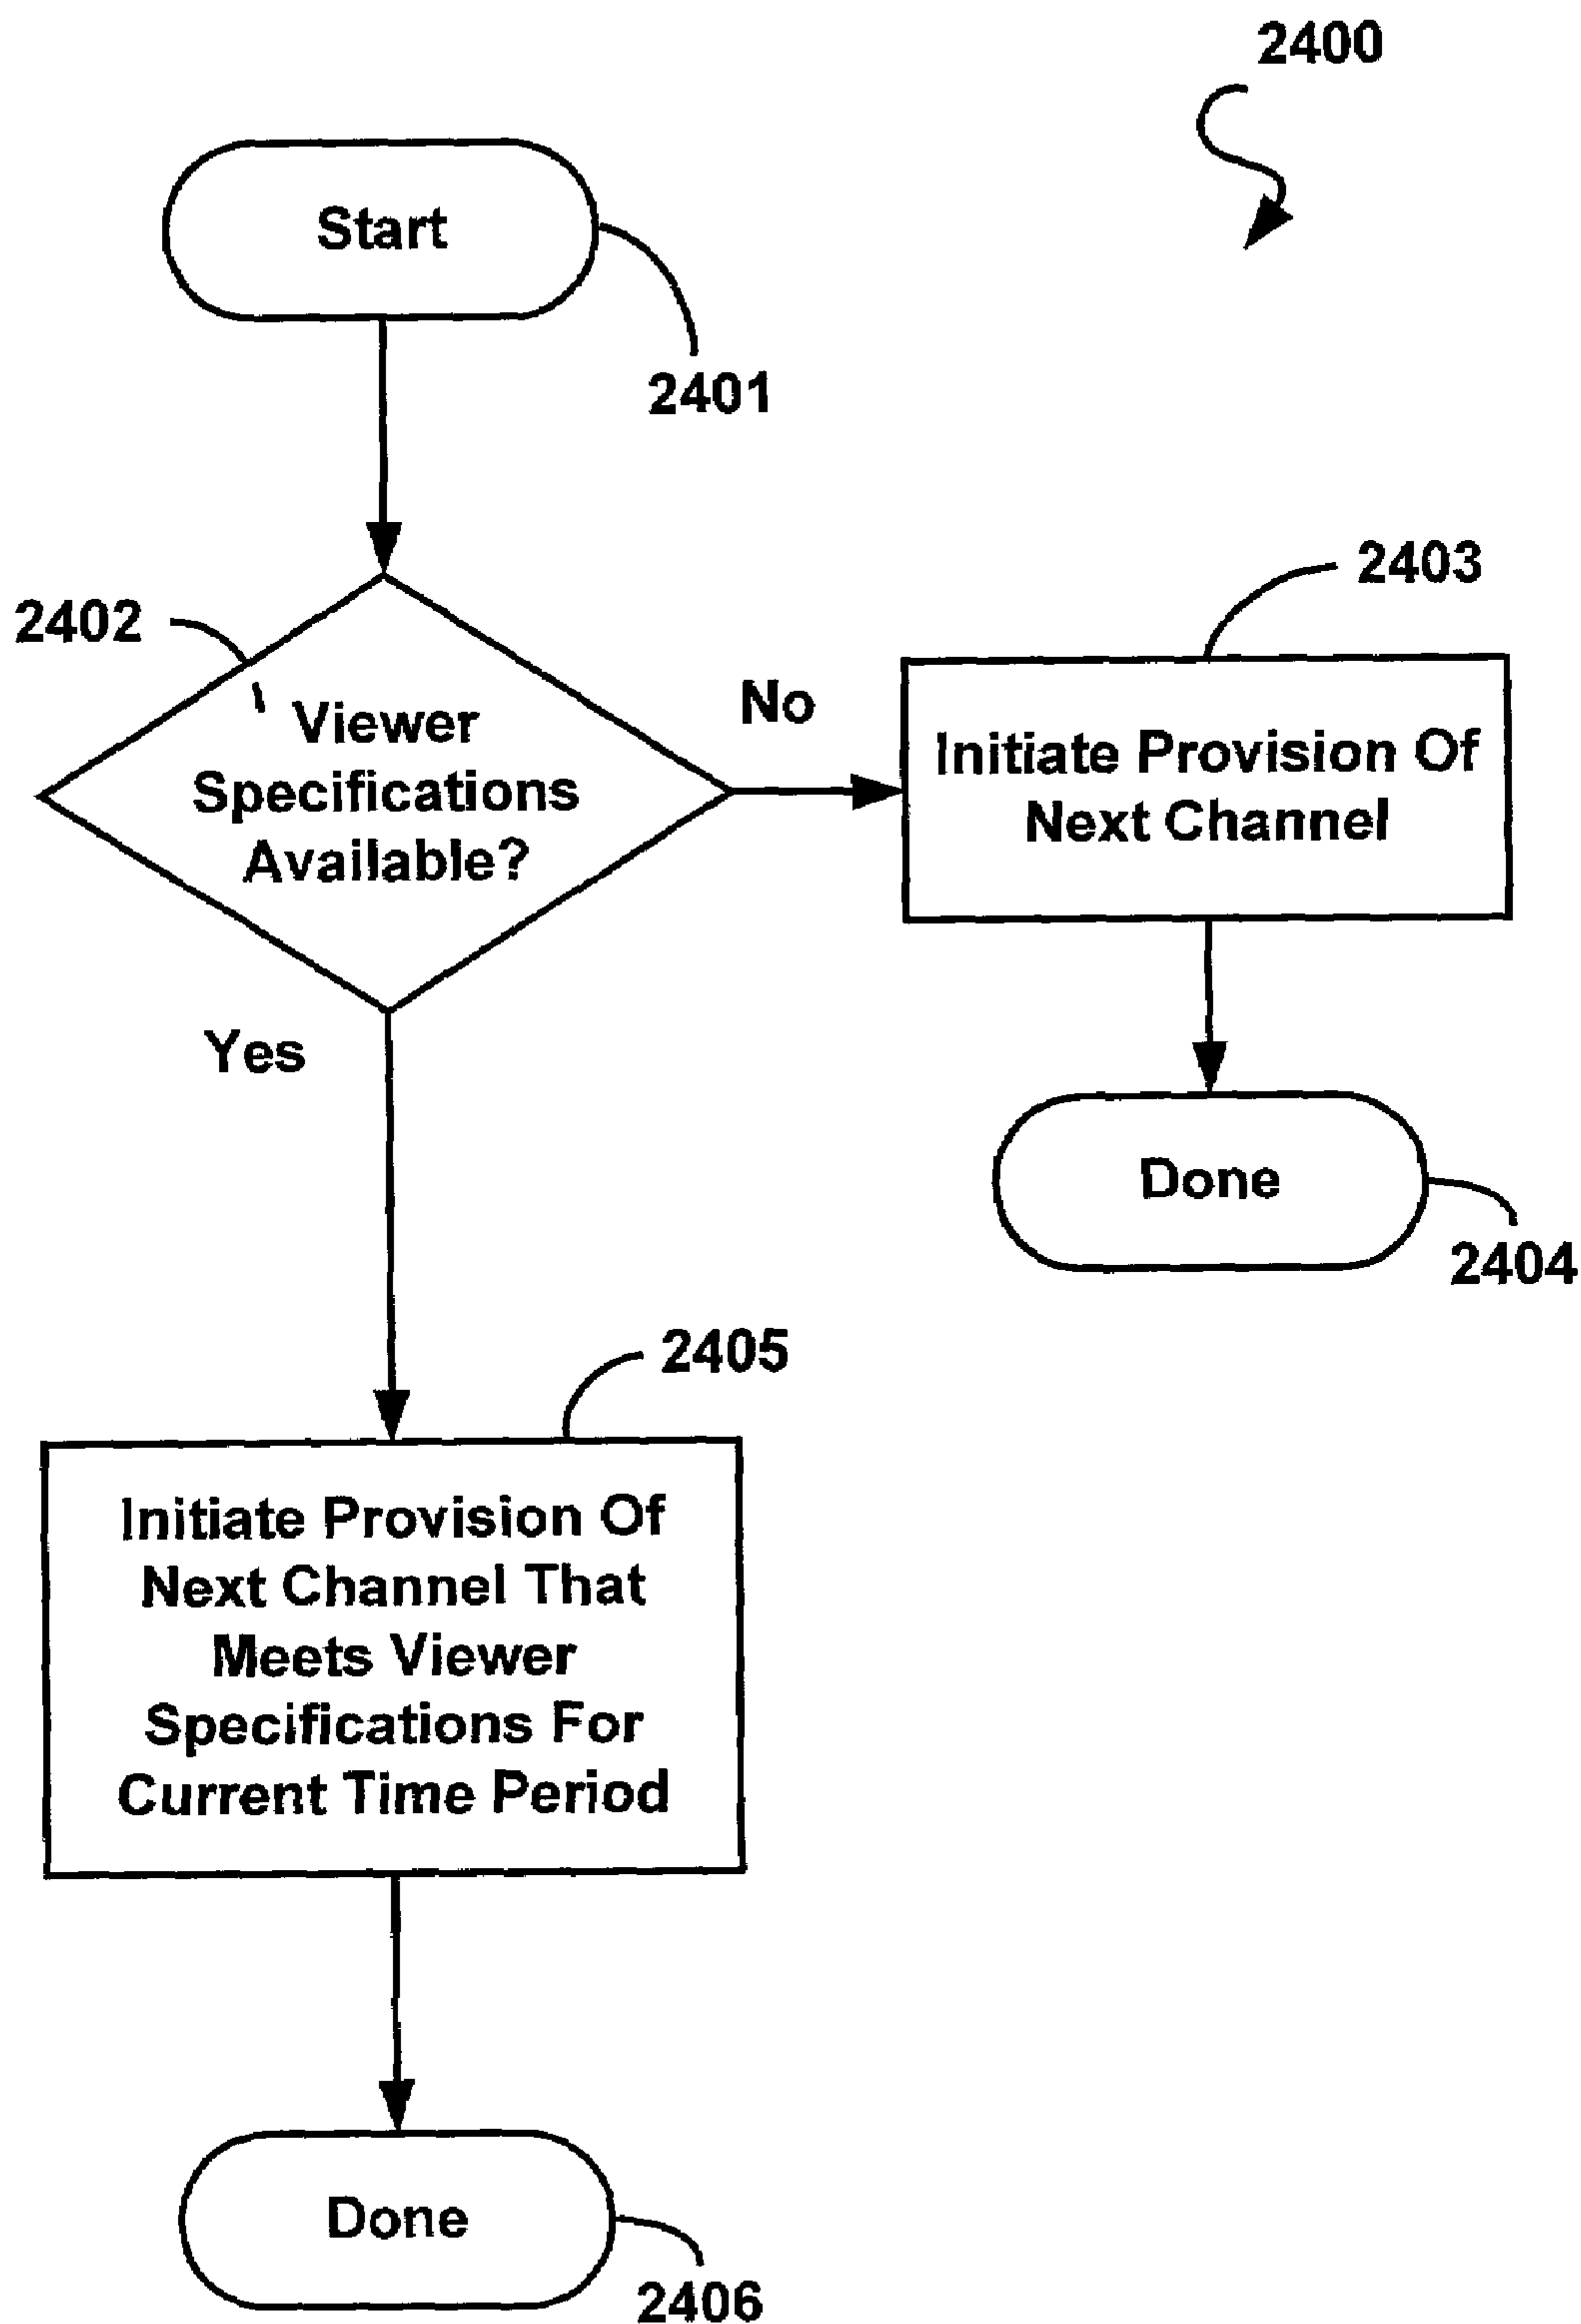 2400
Start
2401
2402
Viewer
Specifications
Available?
No
2403
Initiate Provision Of
Next Channel
Yes
Done
2404
2405
Initiate Provision Of
Next Channel That
Meets Viewer
Specifications For
Current Time Period
Done
2406